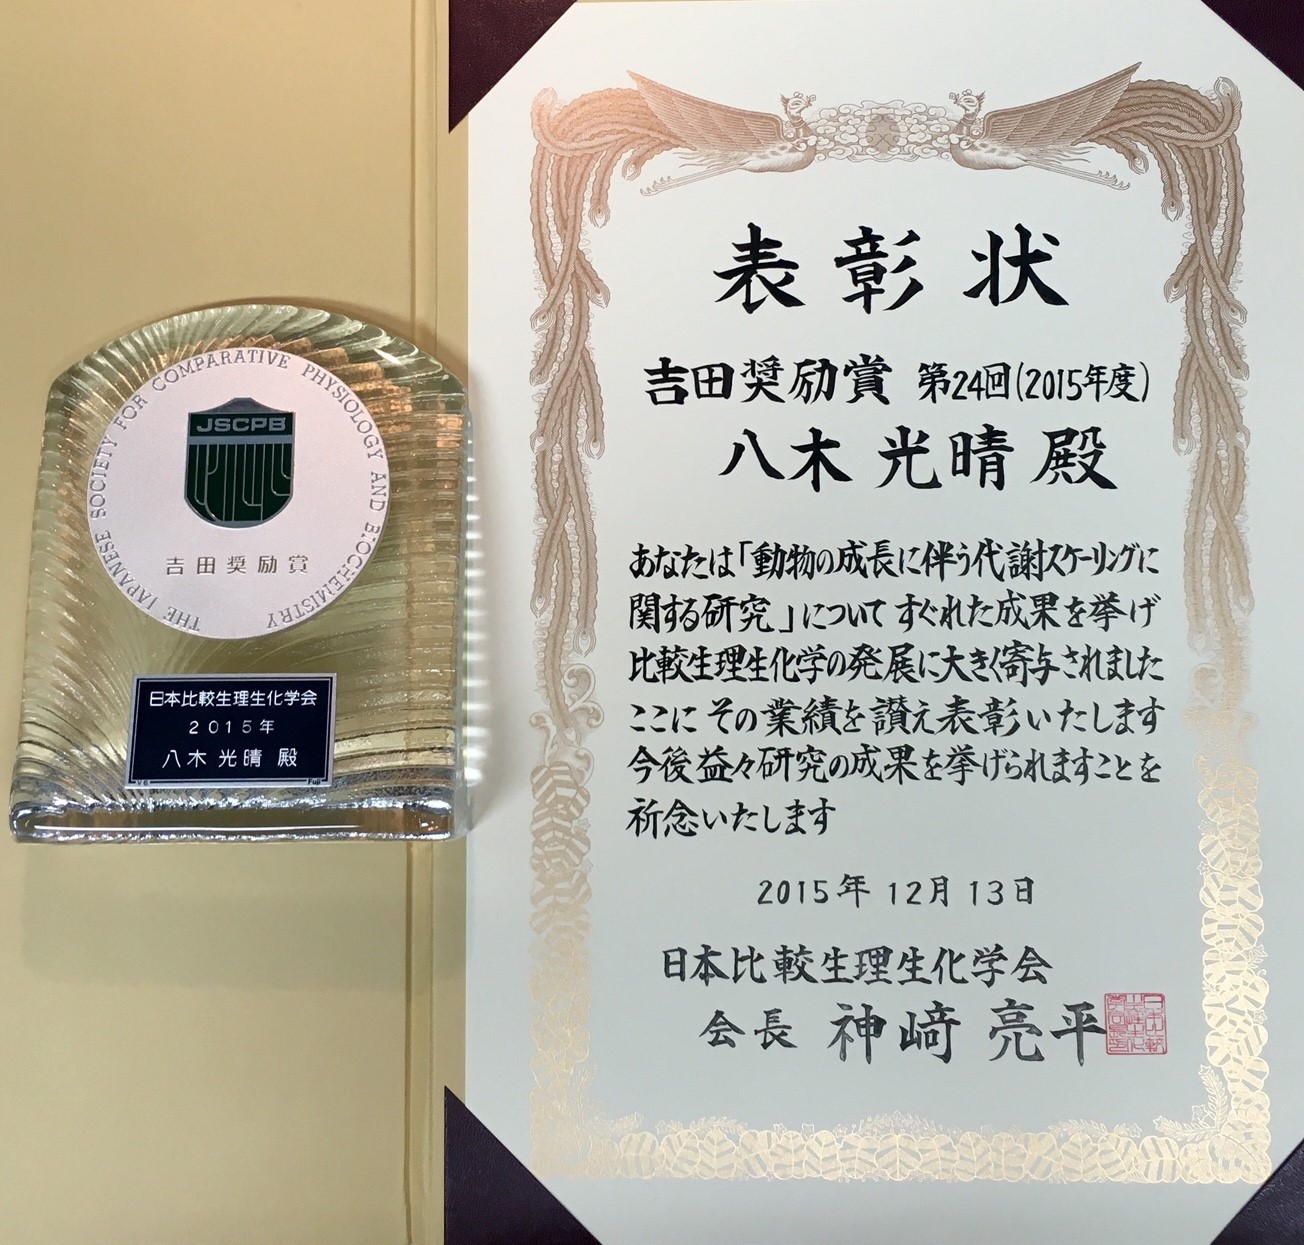 THE JAPANESE SOCIETY FOR COMPARATIVE PHYSIOLOGY AND BIOCHEMISTRY
JSCPB
吉田奨励賞
日本比較生理生化学会
2015年
八木 光晴 殿
表彰状
吉田奨励賞 第24回(2015年度)
八木 光晴 殿
あなたは「動物の成長に伴う代謝スケーリングに
関する研究」についてすぐれた成果を挙げ
比較生理生化学の発展に大きく寄与されました
ここにその業績を讃え表彰いたします
今後益々研究の成果を挙げられますことを
祈念いたします
2015年 12月 13日
日本比較生理生化学会
会長 神﨑 亮平